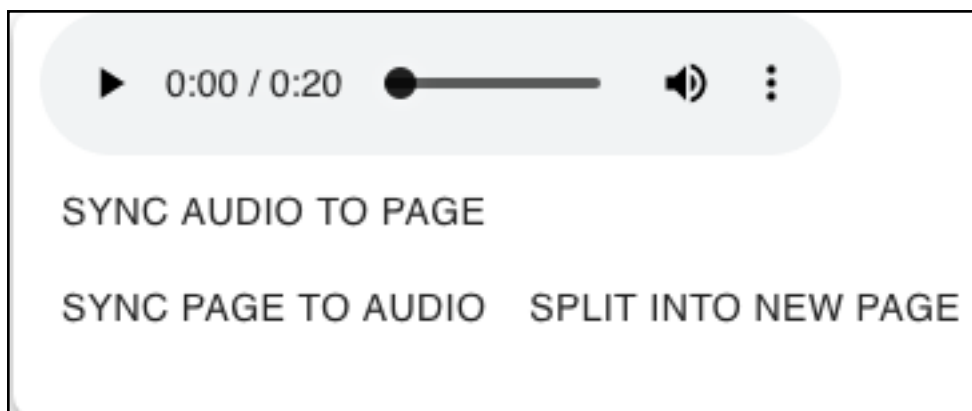 0:00 / 0:20
SYNC AUDIO TO PAGE
SYNC PAGE TO AUDIO SPLIT INTO NEW PAGE